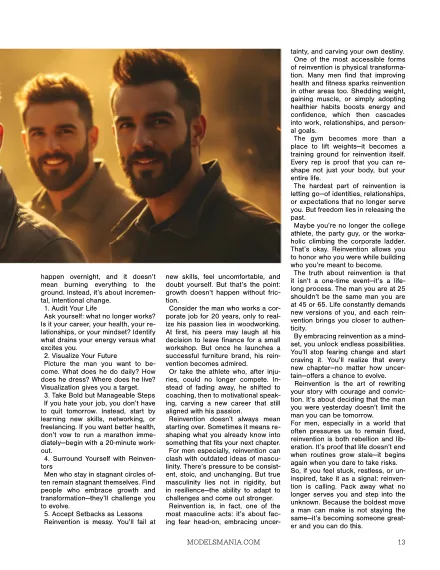 happen overnight, and it doesn't
mean burning everything to the
ground. Instead, it's about incremen-
tal, intentional change.
1. Audit Your Life
Ask yourself: what no longer works?
Is it your career, your health, your re-
lationships, or your mindset? Identify
what drains your energy versus what
excites you.
2. Visualize Your Future
Picture the man you want to be-
come. What does he do daily? How
does he dress? Where does he live?
Visualization gives you a target.
3. Take Bold but Manageable Steps
If you hate your job, you don't have
to quit tomorrow. Instead, start by
learning new skills, networking, or
freelancing. If you want better health,
don't vow to run a marathon imme-
diately—begin with a 20-minute work-
out.
4. Surround Yourself with Reinven-
tors
Men who stay in stagnant circles of-
ten remain stagnant themselves. Find
people who embrace growth and
transformation—they'll challenge you
to evolve.
5. Accept Setbacks as Lessons
Reinvention is messy. You'll fail at
new skills, feel uncomfortable, and
doubt yourself. But that's the point:
growth doesn't happen without fric-
tion.
Consider the man who works a cor-
porate job for 20 years, only to real-
ize his passion lies in woodworking.
At first, his peers may laugh at his
decision to leave finance for a small
workshop. But once he launches a
successful furniture brand, his rein-
vention becomes admired.
Or take the athlete who, after inju-
ries, could no longer compete. In-
stead of fading away, he shifted to
coaching, then to motivational speak-
ing, carving a new career that still
aligned with his passion.
Reinvention doesn't always mean
starting over. Sometimes it means re-
shaping what you already know into
something that fits your next chapter.
For men especially, reinvention can
clash with outdated ideas of mascu-
linity. There's pressure to be consist-
ent, stoic, and unchanging. But true
masculinity lies not in rigidity, but
in resilience—the ability to adapt to
challenges and come out stronger.
Reinvention is, in fact, one of the
most masculine acts: it's about fac-
ing fear head-on, embracing uncer-
tainty, and carving your own destiny.
One of the most accessible forms
of reinvention is physical transforma-
tion. Many men find that improving
health and fitness sparks reinvention
in other areas too. Shedding weight,
gaining muscle, or simply adopting
healthier habits boosts energy and
confidence, which then cascades
into work, relationships, and person-
al goals.
The gym becomes more than a
place to lift weights—it becomes a
training ground for reinvention itself.
Every rep is proof that you can re-
shape not just your body, but your
entire life.
The hardest part of reinvention is
letting go—of identities, relationships,
or expectations that no longer serve
you. But freedom lies in releasing the
past.
Maybe you're no longer the college
athlete, the party guy, or the worka-
holic climbing the corporate ladder.
That's okay. Reinvention allows you
to honor who you were while building
who you're meant to become.
The truth about reinvention is that
it isn't a one-time event—it's a life-
long process. The man you are at 25
shouldn't be the same man you are
at 45 or 65. Life constantly demands
new versions of you, and each rein-
vention brings you closer to authen-
ticity.
By embracing reinvention as a mind-
set, you unlock endless possibilities.
You'll stop fearing change and start
craving it. You'll realize that every
new chapter—no matter how uncer-
tain—offers a chance to evolve.
Reinvention is the art of rewriting
your story with courage and convic-
tion. It's about deciding that the man
you were yesterday doesn't limit the
man you can be tomorrow.
For men, especially in a world that
often pressures us to remain fixed,
reinvention is both rebellion and libe-
ration. It's proof that life doesn't end
when routines grow stale—it begins
again when you dare to take risks.
So, if you feel stuck, restless, or un-
inspired, take it as a signal: reinven-
tion is calling. Pack away what no
longer serves you and step into the
unknown. Because the boldest move
a man can make is not staying the
same—it's becoming someone great-
er and you can do this.
MODELSMANIA.COM
13